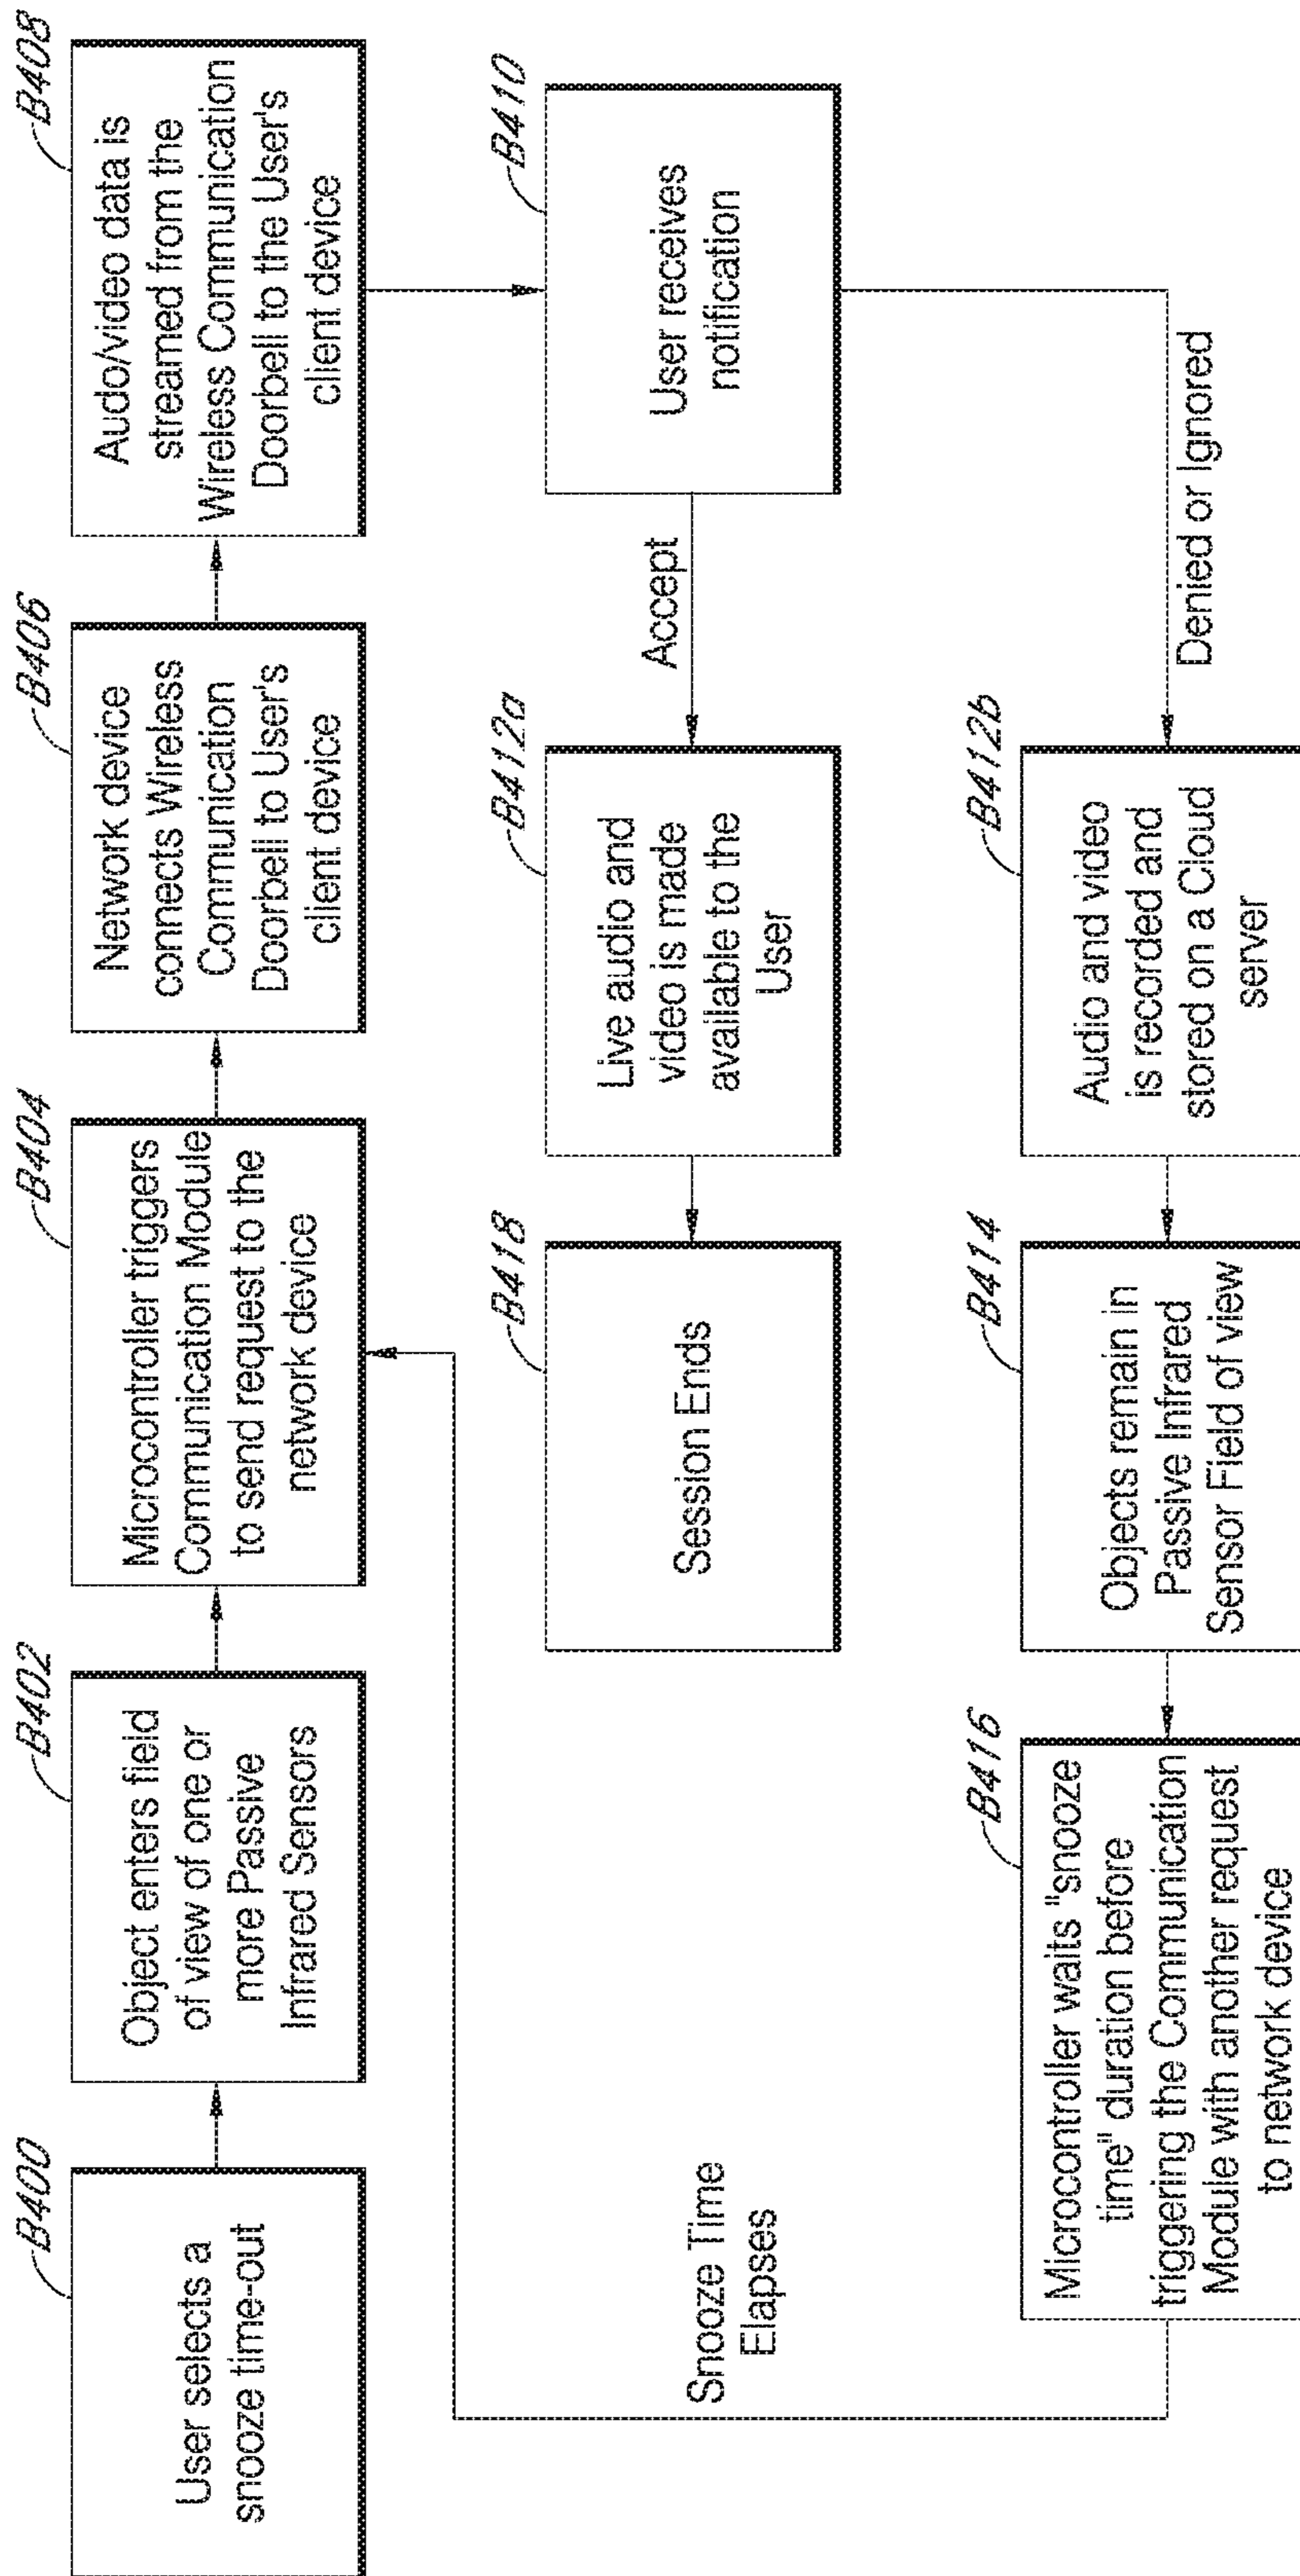 B400
User selects a
snooze time-out
B402
Object enters field
of view of one or
more Passive
Infrared Sensors
B404
Microcontroller triggers
Communication Module
to send request to the
network device
B406
Network device
connects Wireless
Communication
Doorbell to User's
client device
B408
Audo/video data is
streamed from the
Wireless Communication
Doorbell to the User's
client device
B410
User receives
notification
Accept
B412a
Live audio and
video is made
available to the
User
B418
Session Ends
Denied or Ignored
B412b
Audio and video
is recorded and
stored on a Cloud
server
B414
Objects remain in
Passive Infrared
Sensor Field of view
B416
Microcontroller waits "snooze
time" duration before
triggering the Communication
Module with another request
to network device
Snooze Time
Elapses